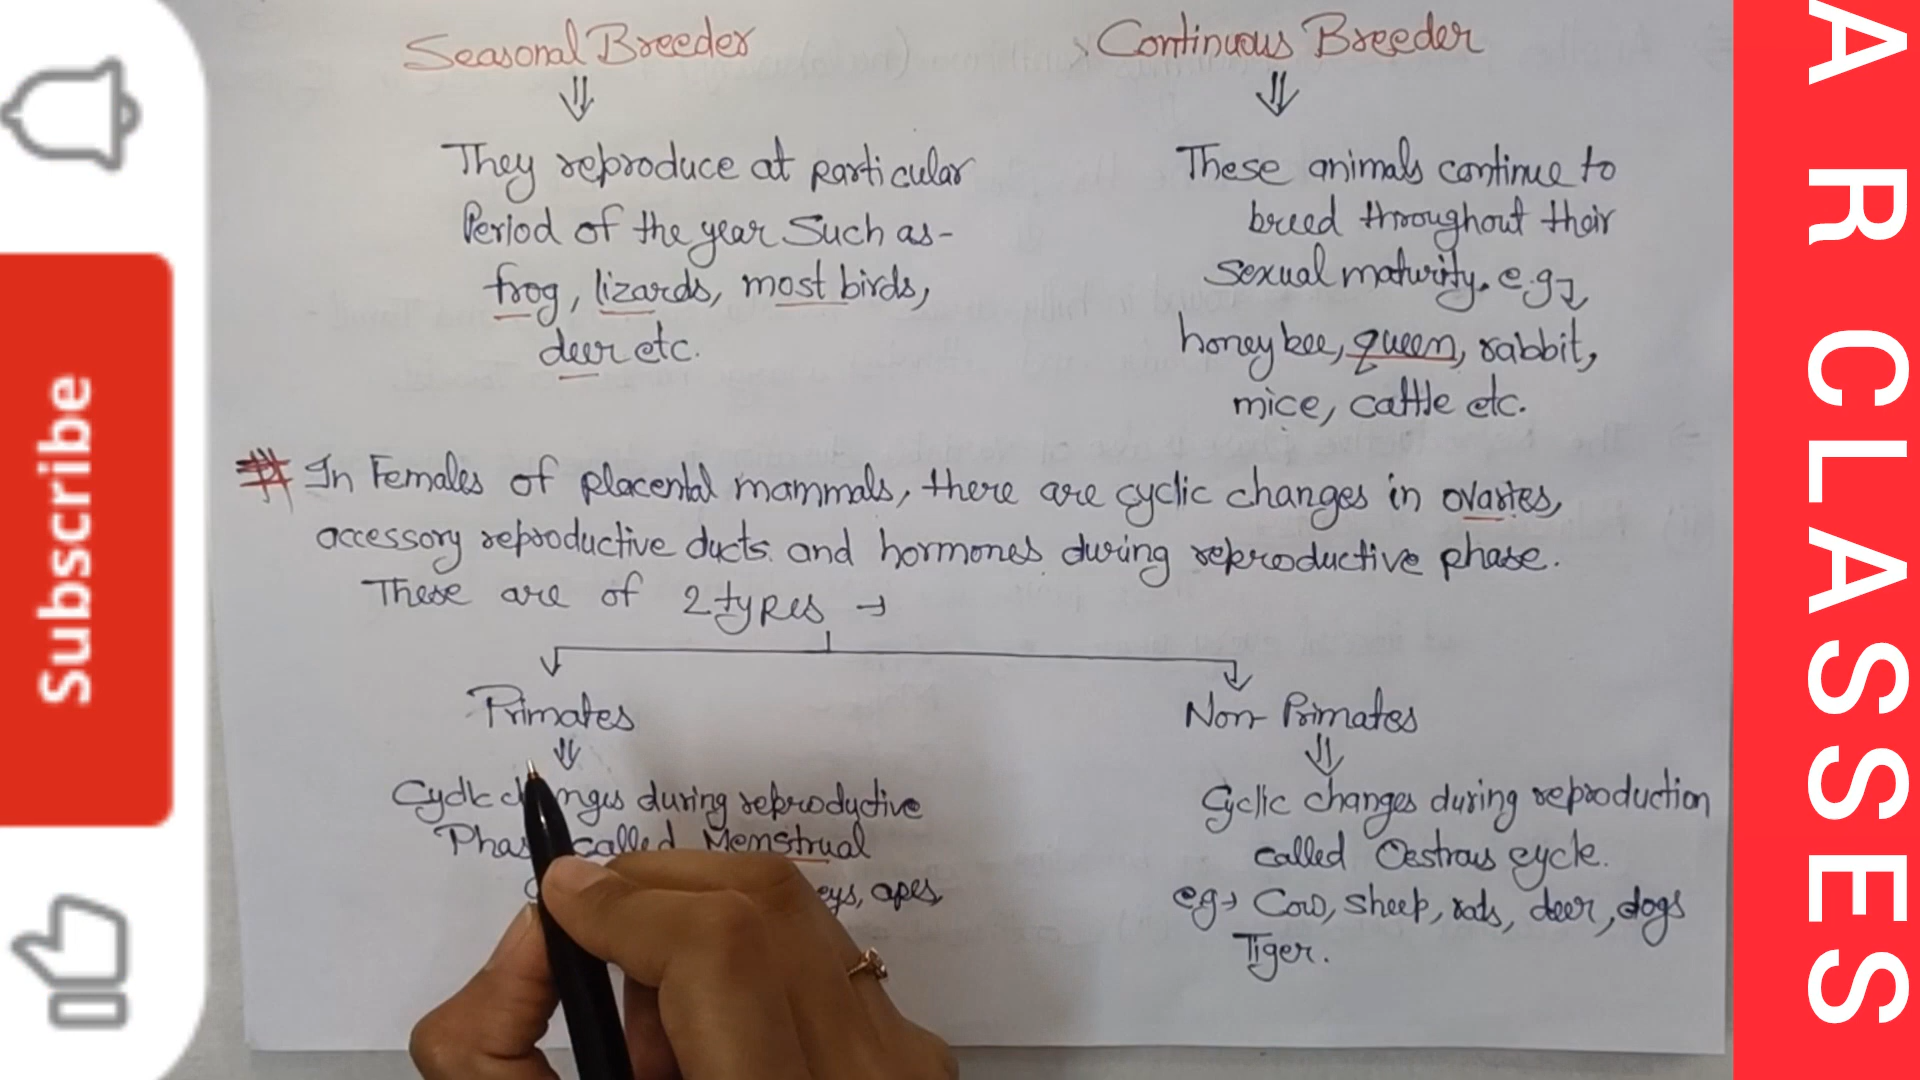 Seasonal Breeder
They reproduce at particular
Period of the year Such as-
frog, lizards, most birds,
deer etc.
Continuous Breeder
These animals continue to
breed throughout their
sexual maturity. e.g→
honey bee, queen, rabbit,
mice, cattle etc.
# In Females of placental mammals, there are cyclic changes in ovaries,
accessory reproductive ducts and hormones during reproductive phase.
These are of 2 types →
Primates
during reproductive
called Menstrual
apes,
Non-Primates
Cyclic changes during reproduction
called Oestrous cycle.
e.g→ Cow, sheep, rats, deer, dogs
Tiger.
Subscribe
A R CLASSES